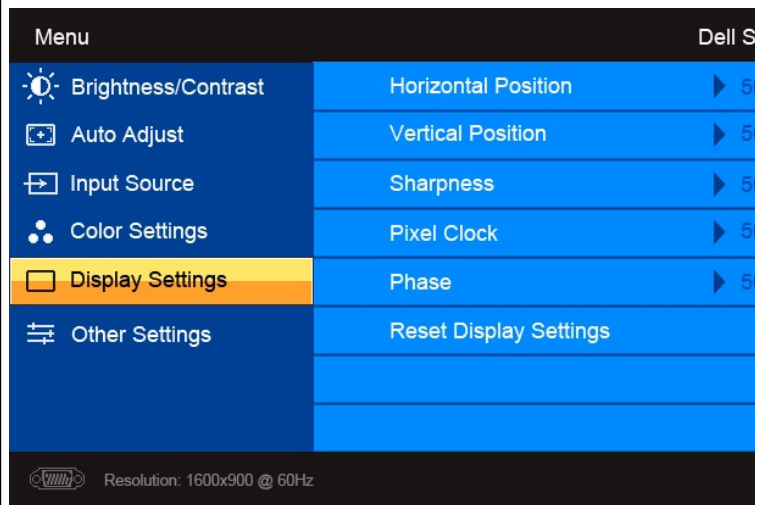 Menu
Dell S
Brightness/Contrast
Auto Adjust
Input Source
Color Settings
Display Settings
Other Settings
Horizontal Position
Vertical Position
Sharpness
Pixel Clock
Phase
Reset Display Settings
Resolution: 1600x900 @ 60Hz